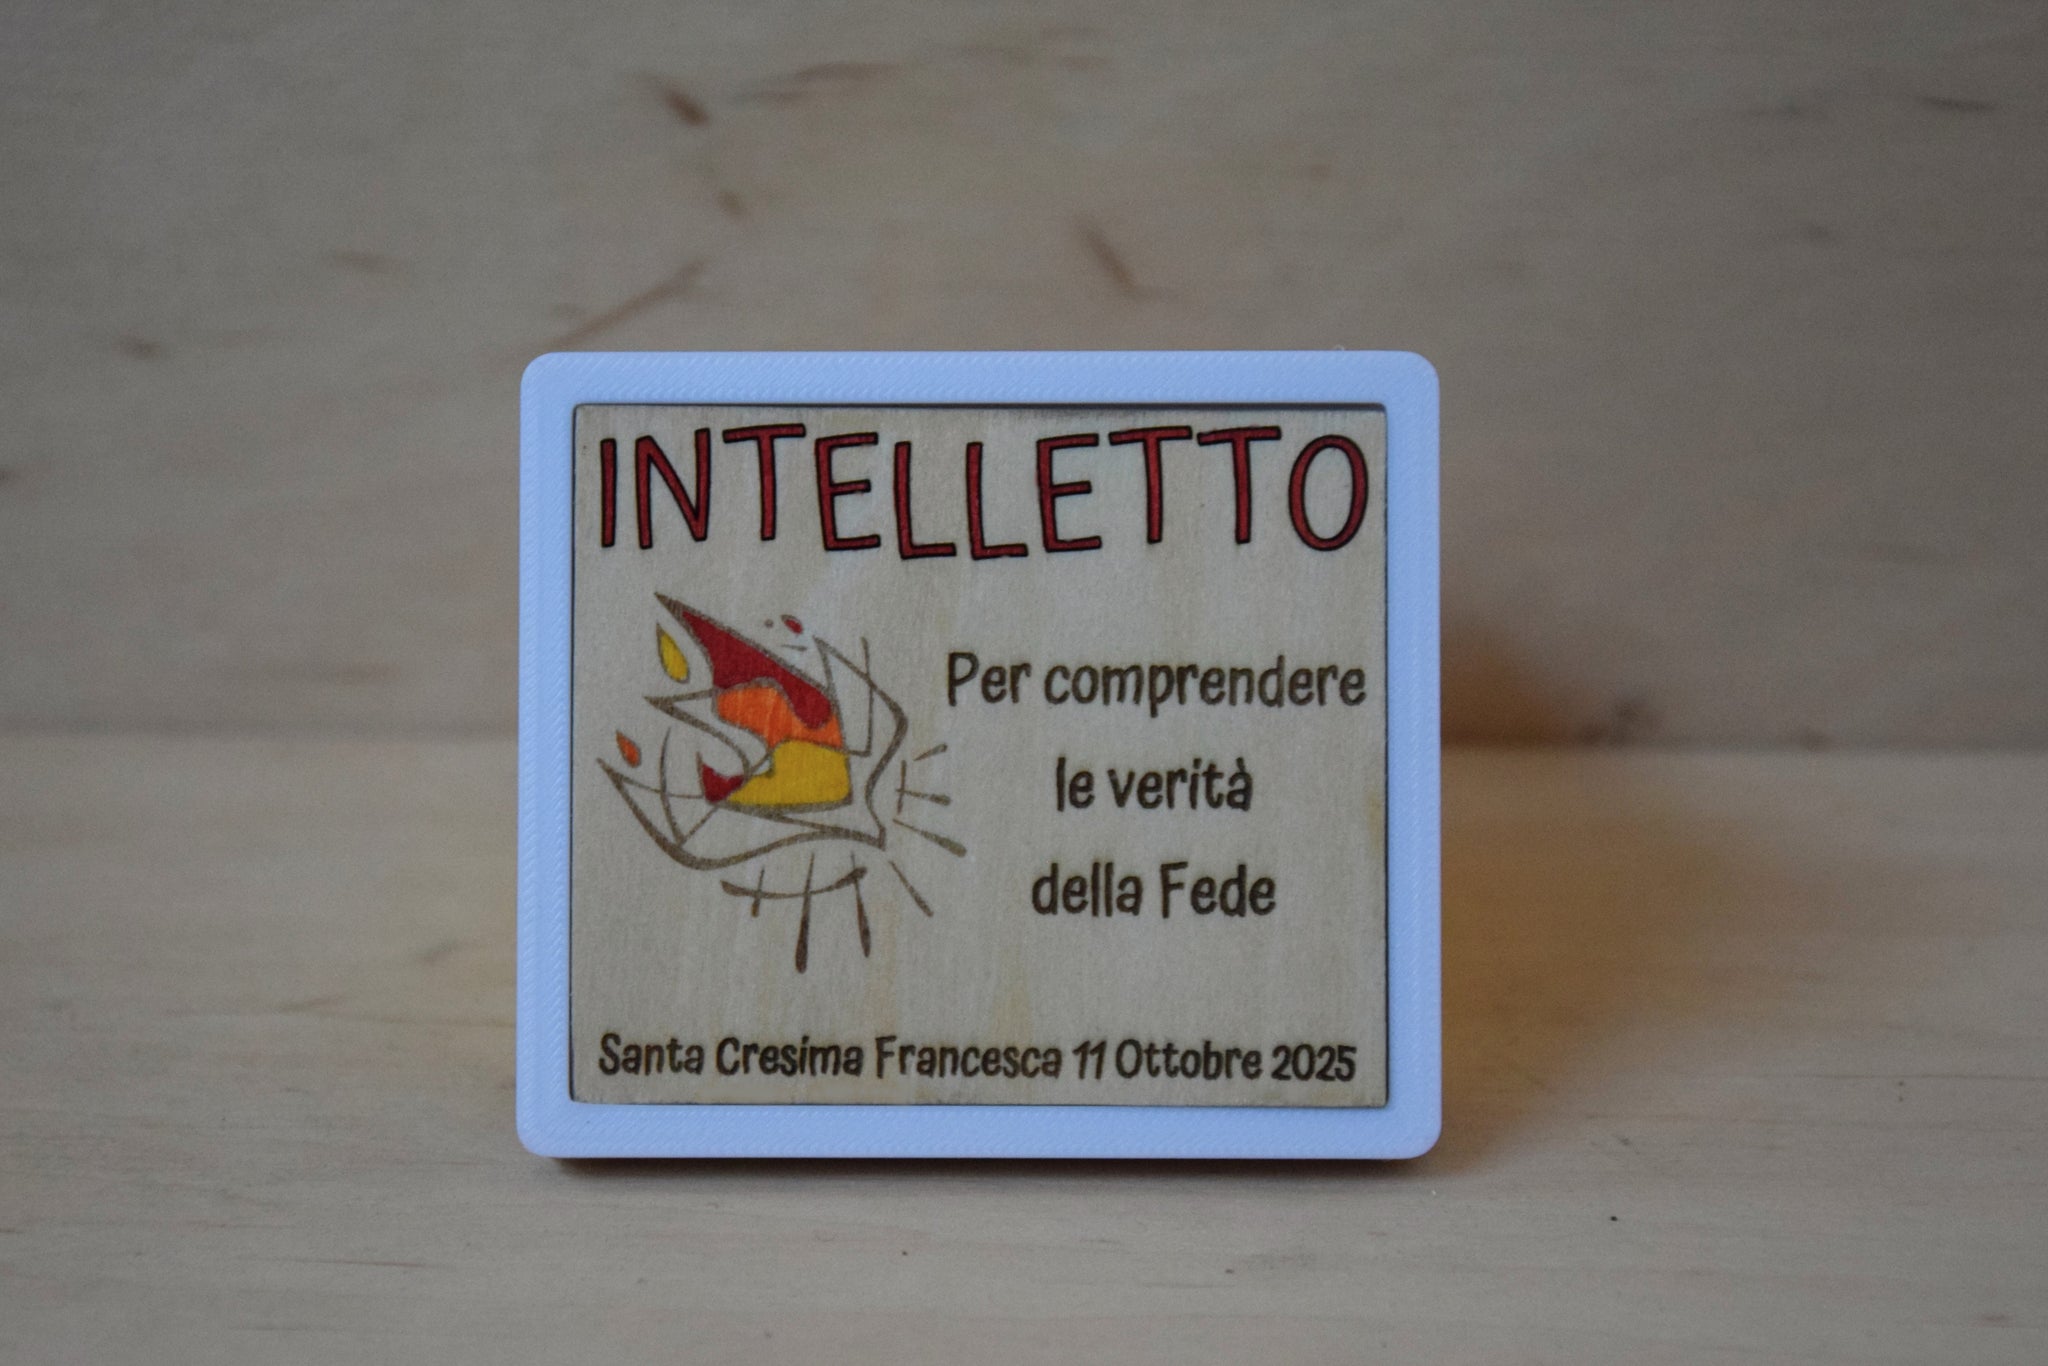 INTELLETTO
Per comprendere
le verità
della Fede
Santa Cresima Francesca 11 Ottobre 2025